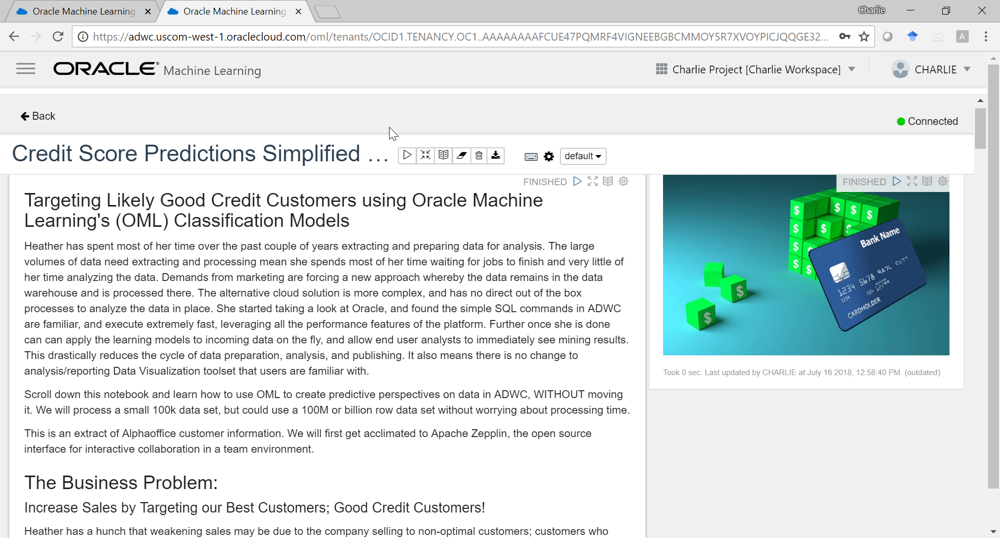 Oracle Machine Learning
Oracle Machine Learning
Charlie
https://adwc.uscom-west-1.oraclecloud.com/oml/tenants/OCID1.TENANCY.OC1..AAAAAAAAFCUE47PQMRF4VIGNEEBGBCMMOY5R7XVOYPICJQQGE32...
A
ORACLE Machine Learning
Charlie Project [Charlie Workspace]
CHARLIE
Back
Connected
Credit Score Predictions Simplified ...
default
FINISHED
FINISHED
Targeting Likely Good Credit Customers using Oracle Machine
Learning's (OML) Classification Models
Heather has spent most of her time over the past couple of years extracting and preparing data for analysis. The large
volumes of data need extracting and processing mean she spends most of her time waiting for jobs to finish and very little of
her time analyzing the data. Demands from marketing are forcing a new approach whereby the data remains in the data
warehouse and is processed there. The alternative cloud solution is more complex, and has no direct out of the box
processes to analyze the data in place. She started taking a look at Oracle, and found the simple SQL commands in ADWC
are familiar, and execute extremely fast, leveraging all the performance features of the platform. Further once she is done
can can apply the learning models to incoming data on the fly, and allow end user analysts to immediately see mining results.
This drastically reduces the cycle of data preparation, analysis, and publishing. It also means there is no change to
analysis/reporting Data Visualization toolset that users are familiar with.
Scroll down this notebook and learn how to use OML to create predictive perspectives on data in ADWC, WITHOUT moving
it. We will process a small 100k data set, but could use a 100M or billion row data set without worrying about processing time.
This is an extract of Alphaoffice customer information. We will first get acclimated to Apache Zepplin, the open source
interface for interactive collaboration in a team environment.
The Business Problem:
Increase Sales by Targeting our Best Customers; Good Credit Customers!
Heather has a hunch that weakening sales may be due to the company selling to non-optimal customers; customers who
Bank Name
1234 5678
1234
12/99
CARDHOLDER
Took 0 sec. Last updated by CHARLIE at July 16 2018, 12:58:40 PM. (outdated)